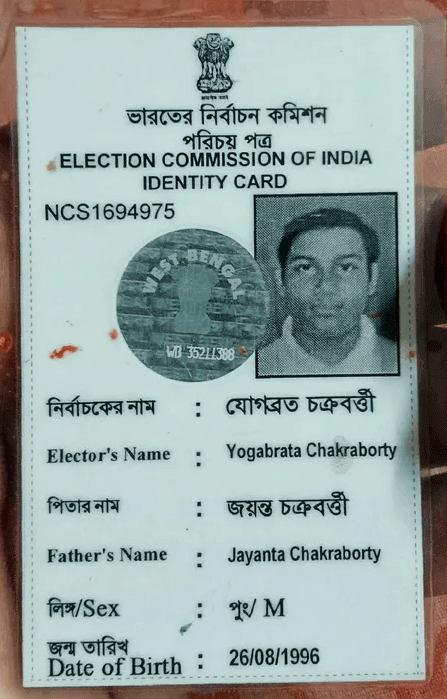 ভারতের নির্বাচন কমিশন
পরিচয় পত্র
ELECTION COMMISSION OF INDIA
IDENTITY CARD
NCS1694975
WEST BENGAL
WB 35211388
নির্বাচকের নাম : যোগব্রত চক্রবর্ত্তী
Elector's Name : Yogabrata Chakraborty
পিতার নাম : জয়ন্ত চক্রবর্ত্তী
Father's Name : Jayanta Chakraborty
লিঙ্গ/Sex : পুং/ M
জন্ম তারিখ
Date of Birth : 26/08/1996